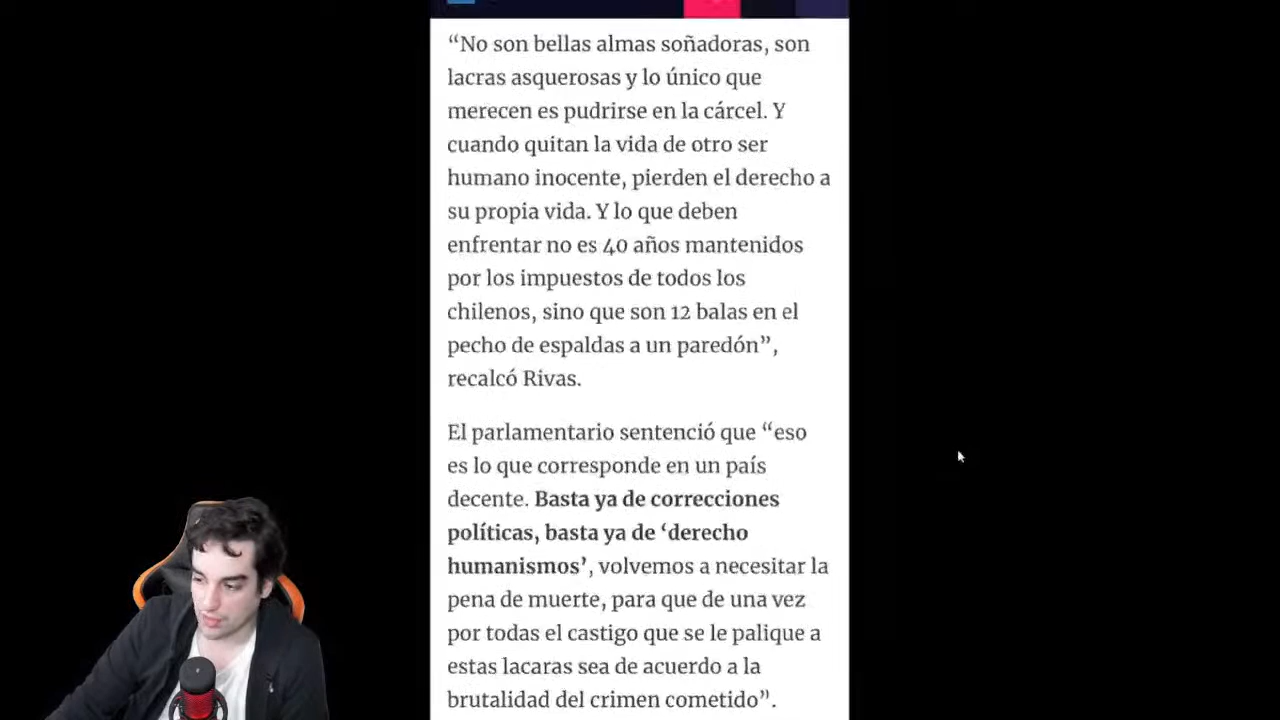 “No son bellas almas soñadoras, son
lacras asquerosas y lo único que
merecen es pudrirse en la cárcel. Y
cuando quitan la vida de otro ser
humano inocente, pierden el derecho a
su propia vida. Y lo que deben
enfrentar no es 40 años mantenidos
por los impuestos de todos los
chilenos, sino que son 12 balas en el
pecho de espaldas a un paredón”,
recalcó Rivas.
El parlamentario sentenció que “eso
es lo que corresponde en un país
decente. Basta ya de correcciones
políticas, basta ya de ‘derecho
humanismos’, volvemos a necesitar la
pena de muerte, para que de una vez
por todas el castigo que se le palique a
estas lacaras sea de acuerdo a la
brutalidad del crimen cometido”.